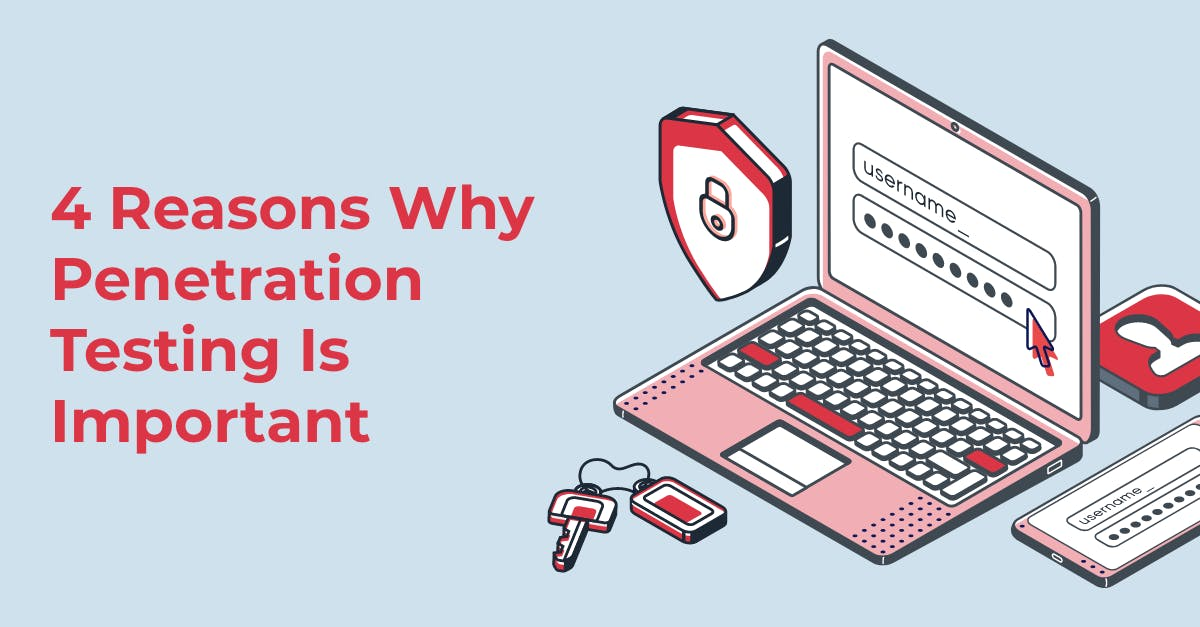 4 Reasons Why
Penetration
Testing Is
Important
username_
username_